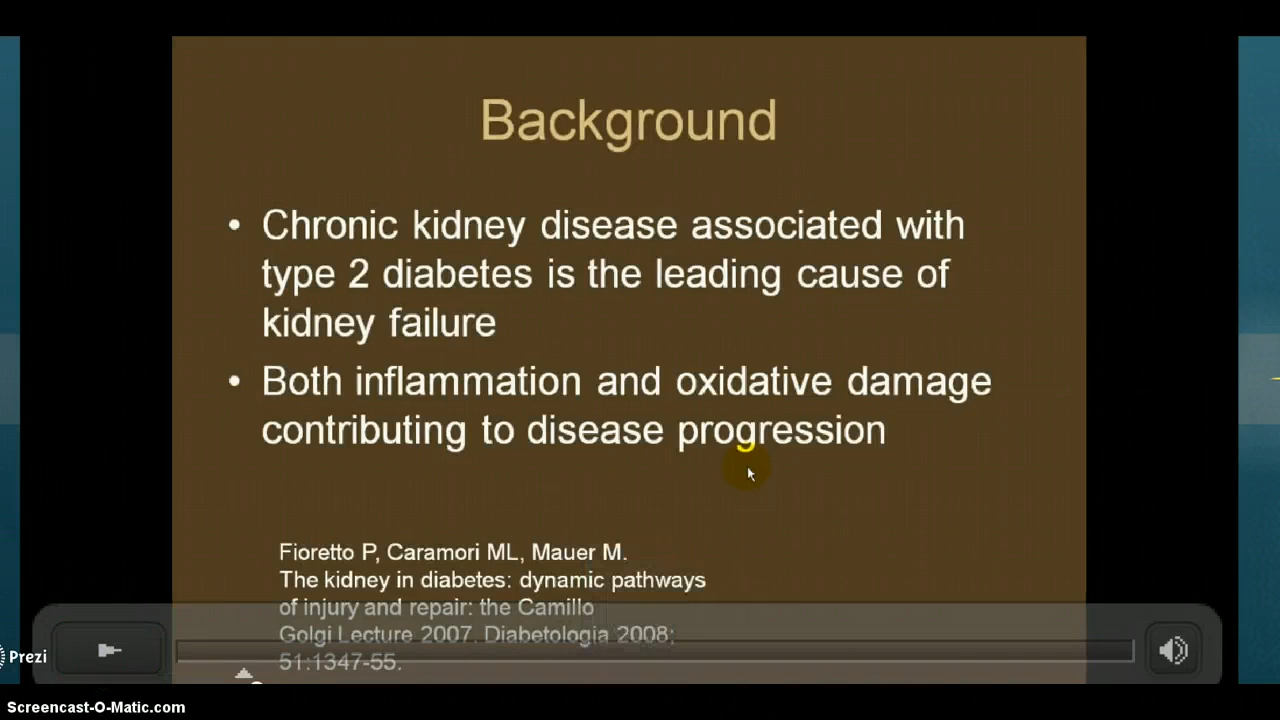 Background
• Chronic kidney disease associated with
type 2 diabetes is the leading cause of
kidney failure
• Both inflammation and oxidative damage
contributing to disease progression
Fioretto P, Caramori ML, Mauer M.
The kidney in diabetes: dynamic pathways
of injury and repair: the Camillo
Golgi Lecture 2007. Diabetologia 2008;
51:1347-55.
Prezi
Screencast-O-Matic.com